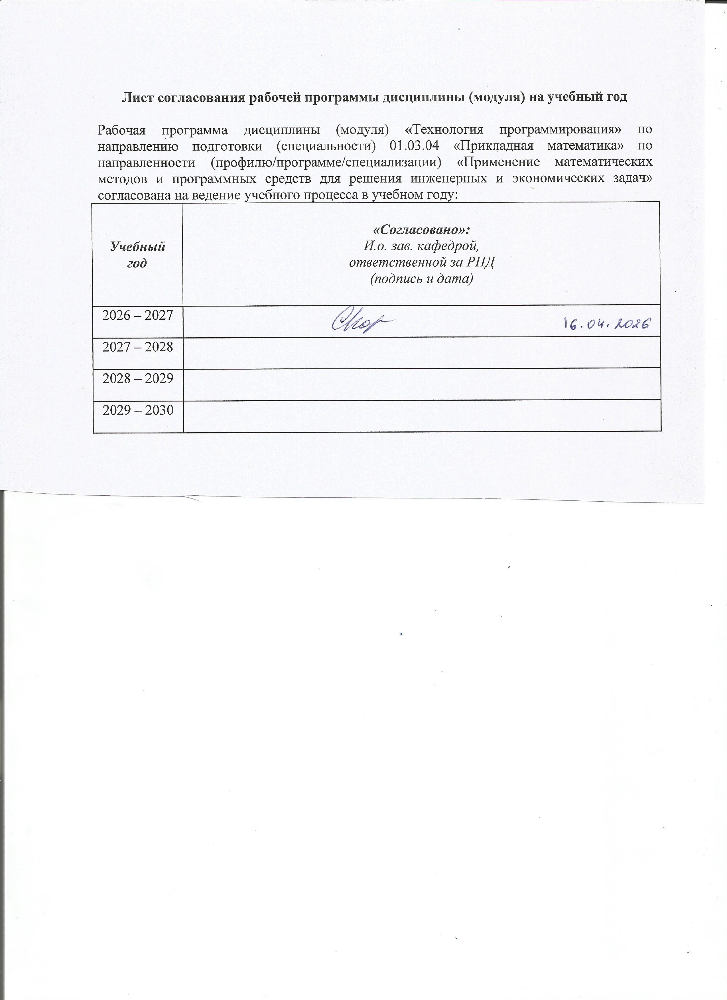 Лист согласования рабочей программы дисциплины (модуля) на учебный год
Рабочая программа дисциплины (модуля) «Технология программирования» по
направлению подготовки (специальности) 01.03.04 «Прикладная математика» по
направленности (профилю/программе/специализации) «Применение математических
методов и программных средств для решения инженерных и экономических задач»
согласована на ведение учебного процесса в учебном году:
Учебный
год
«Согласовано»:
И.о. зав. кафедрой,
ответственной за РПД
(подпись и дата)
2026 – 2027 16.04.2026
2027 – 2028
2028 – 2029
2029 – 2030